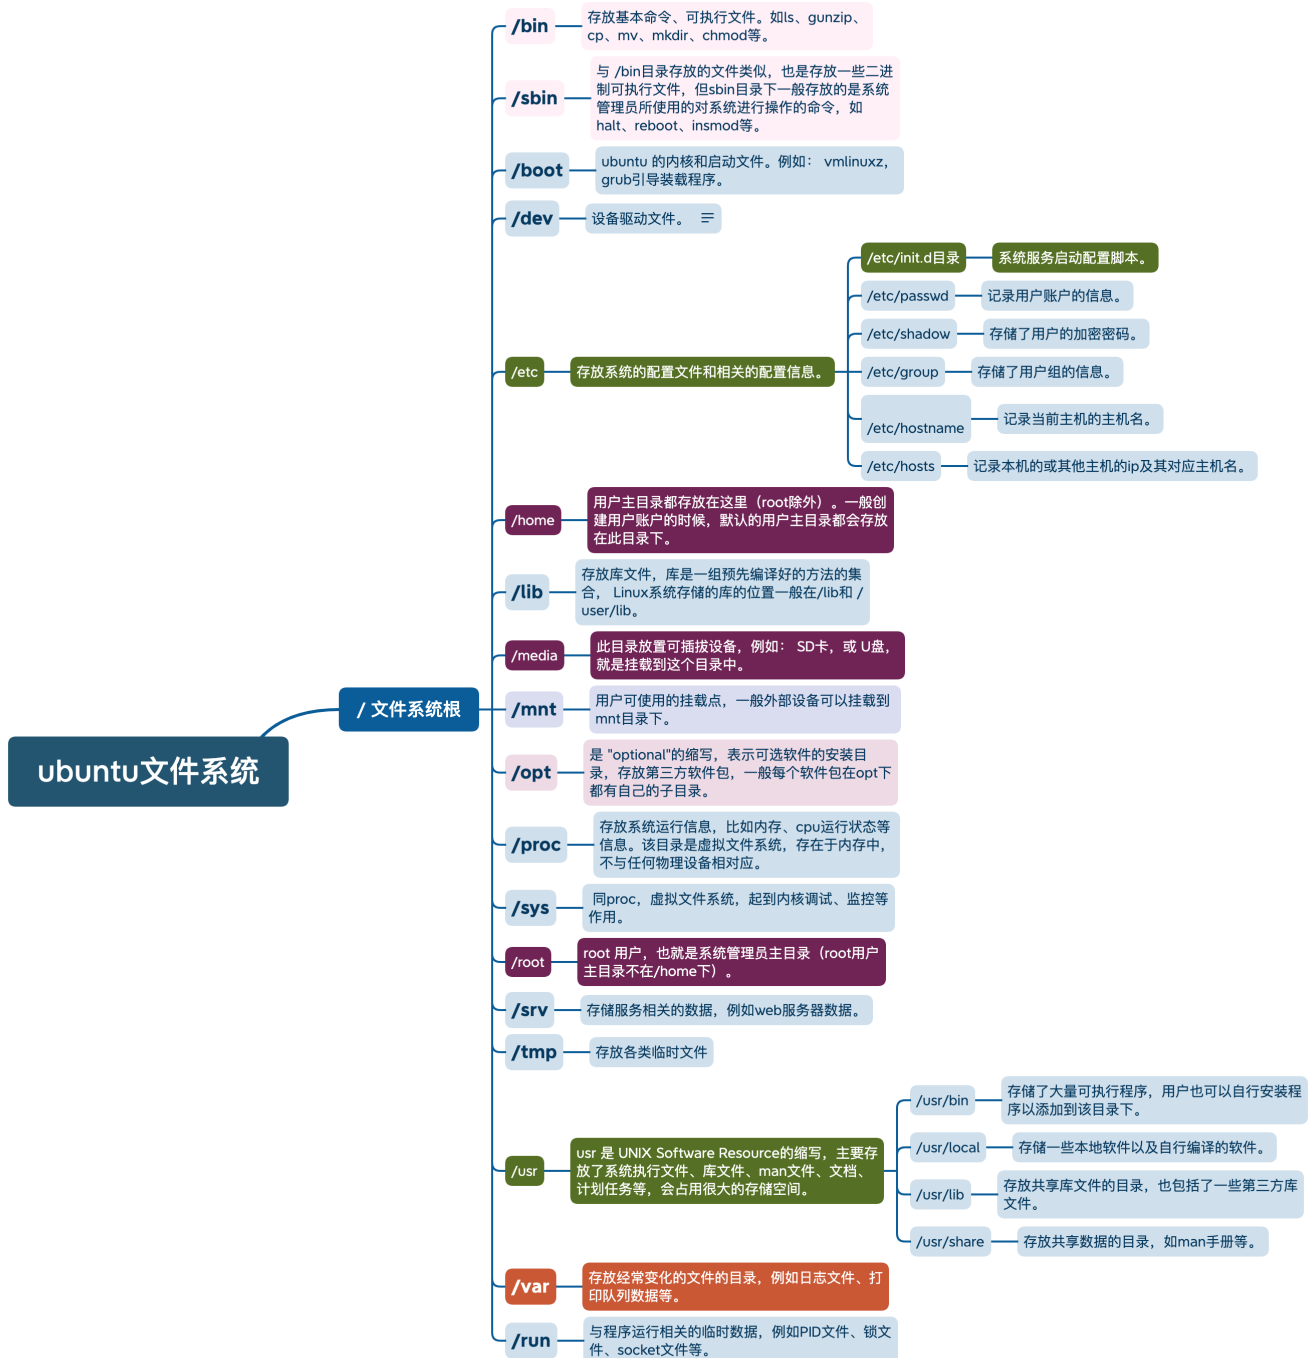 /bin
存放基本命令、可执行文件。如ls、gunzip、
cp、mv、mkdir、chmod等。
/sbin
与 /bin目录存放的文件类似，也是存放一些二进
制可执行文件，但sbin目录下一般存放的是系统
管理员所使用的对系统进行操作的命令，如
halt、reboot、insmod等。
/boot
ubuntu 的内核和启动文件。例如： vmlinuxz，
grub引导装载程序。
/dev
设备驱动文件。
/etc
存放系统的配置文件和相关的配置信息。
/etc/init.d目录
系统服务启动配置脚本。
/etc/passwd
记录用户账户的信息。
/etc/shadow
存储了用户的加密密码。
/etc/group
存储了用户组的信息。
/etc/hostname
记录当前主机的主机名。
/etc/hosts
记录本机的或其他主机的ip及其对应主机名。
/home
用户主目录都存放在这里（root除外）。一般创
建用户账户的时候，默认的用户主目录都会存放
在此目录下。
/lib
存放库文件，库是一组预先编译好的方法的集
合， Linux系统存储的库的位置一般在/lib和 /
user/lib。
/media
此目录放置可插拔设备，例如： SD卡，或 U盘，
就是挂载到这个目录中。
/ 文件系统根
/mnt
用户可使用的挂载点，一般外部设备可以挂载到
mnt目录下。
ubuntu文件系统
/opt
是 "optional"的缩写，表示可选软件的安装目
录，存放第三方软件包，一般每个软件包在opt下
都有自己的子目录。
/proc
存放系统运行信息，比如内存、cpu运行状态等
信息。该目录是虚拟文件系统，存在于内存中，
不与任何物理设备相对应。
/sys
同proc，虚拟文件系统，起到内核调试、监控等
作用。
/root
root 用户，也就是系统管理员主目录（root用户
主目录不在/home下）。
/srv
存储服务相关的数据，例如web服务器数据。
/tmp
存放各类临时文件
/usr
usr 是 UNIX Software Resource的缩写，主要存
放了系统执行文件、库文件、man文件、文档、
计划任务等，会占用很大的存储空间。
/usr/bin
存储了大量可执行程序，用户也可以自行安装程
序以添加到该目录下。
/usr/local
存储一些本地软件以及自行编译的软件。
/usr/lib
存放共享库文件的目录，也包括了一些第三方库
文件。
/usr/share
存放共享数据的目录，如man手册等。
/var
存放经常变化的文件的目录，例如日志文件、打
印队列数据等。
/run
与程序运行相关的临时数据，例如PID文件、锁文
件、socket文件等。